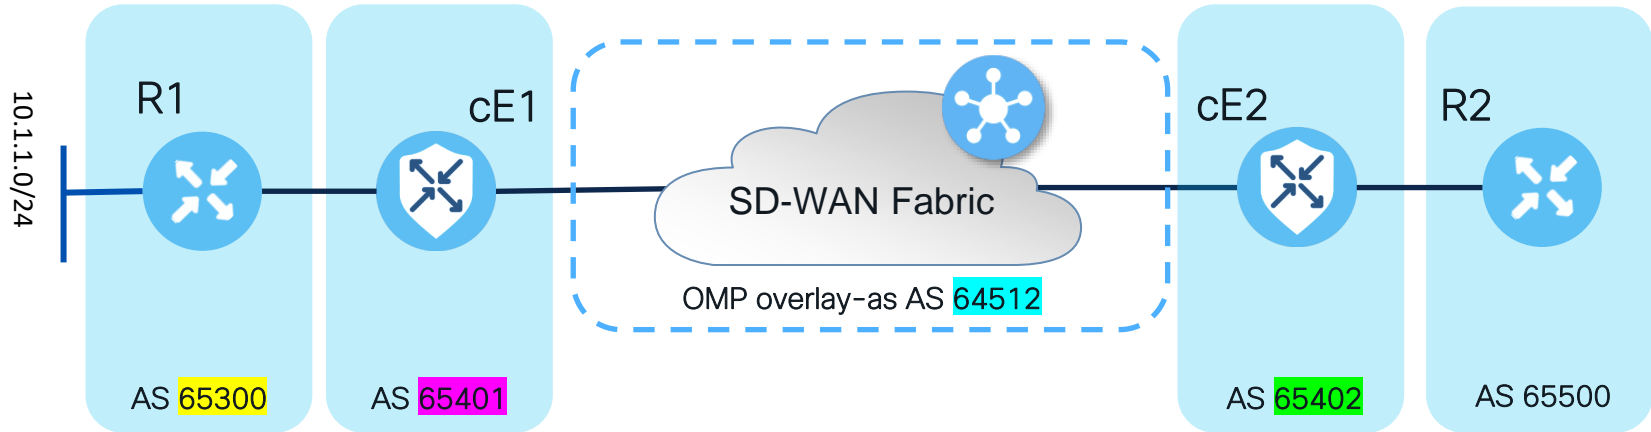 10.1.1.0/24
R1
cE1
cE2
R2
SD-WAN Fabric
OMP overlay-as AS 64512
AS 65300
AS 65401
AS 65402
AS 65500